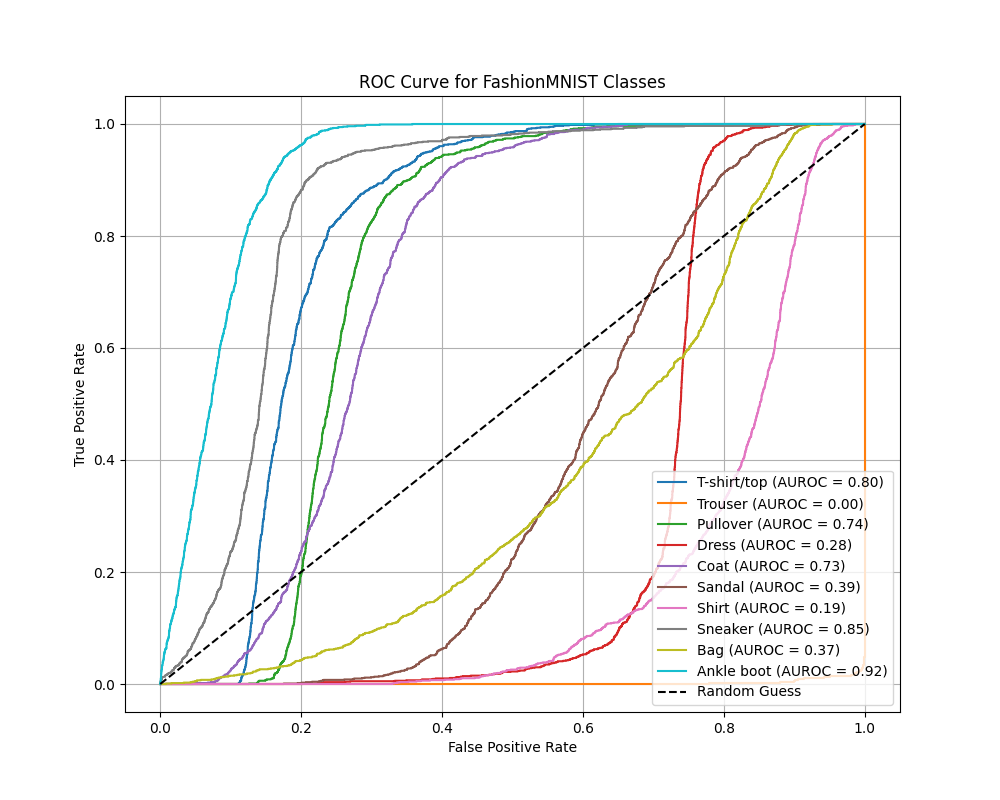 ROC Curve for FashionMNIST Classes
1.0
0.8
0.6
0.4
0.2
0.0
True Positive Rate
T-shirt/top (AUROC = 0.80)
Trouser (AUROC = 0.00)
Pullover (AUROC = 0.74)
Dress (AUROC = 0.28)
Coat (AUROC = 0.73)
Sandal (AUROC = 0.39)
Shirt (AUROC = 0.19)
Sneaker (AUROC = 0.85)
Bag (AUROC = 0.37)
Ankle boot (AUROC = 0.92)
Random Guess
0.0 0.2 0.4 0.6 0.8 1.0
False Positive Rate